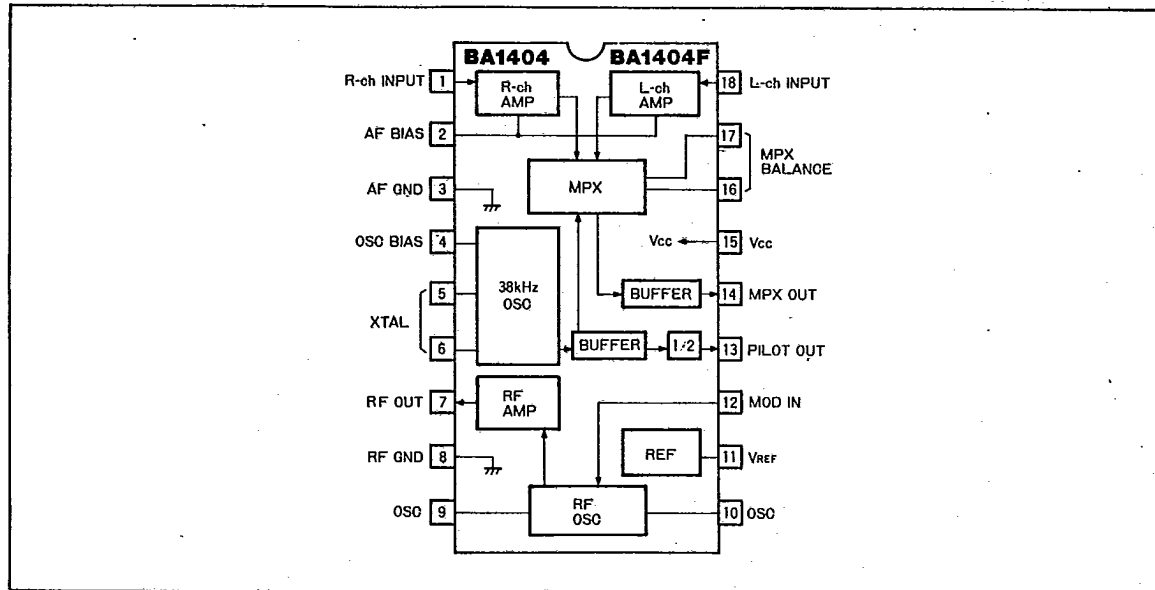 BA1404 BA1404F
R-ch INPUT 1
R-ch
AMP
L-ch
AMP
18 L-ch INPUT
AF BIAS 2
17
MPX
BALANCE
16
AF GND 3
MPX
OSC BIAS 4
Vcc
15 Vcc
38kHz
OSC
5
XTAL
6
BUFFER
14 MPX OUT
BUFFER
1/2
13 PILOT OUT
RF OUT 7
RF
AMP
12 MOD IN
RF GND 8
REF
11 VREF
OSC 9
RF
OSC
10 OSC